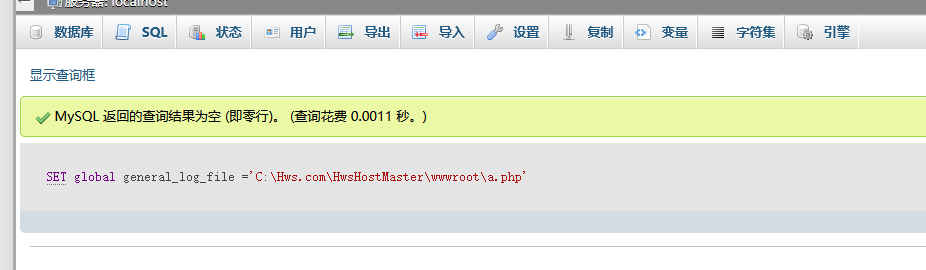 服务器: localhost
数据库 SQL 状态 用户 导出 导入 设置 复制 变量 字符集 引擎
显示查询框
MySQL 返回的查询结果为空 (即零行)。 (查询花费 0.0011 秒。)
SET global general_log_file ='C:\Hws.com\HwsHostMaster\wwwroot\a.php'